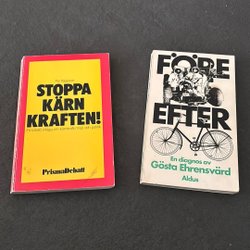 STOPPA
KÄRN
KRAFTEN!
PrismaDebatt
FÖRE
EFTER
En diagnos av
Gösta Ehrensvärd
Aldus